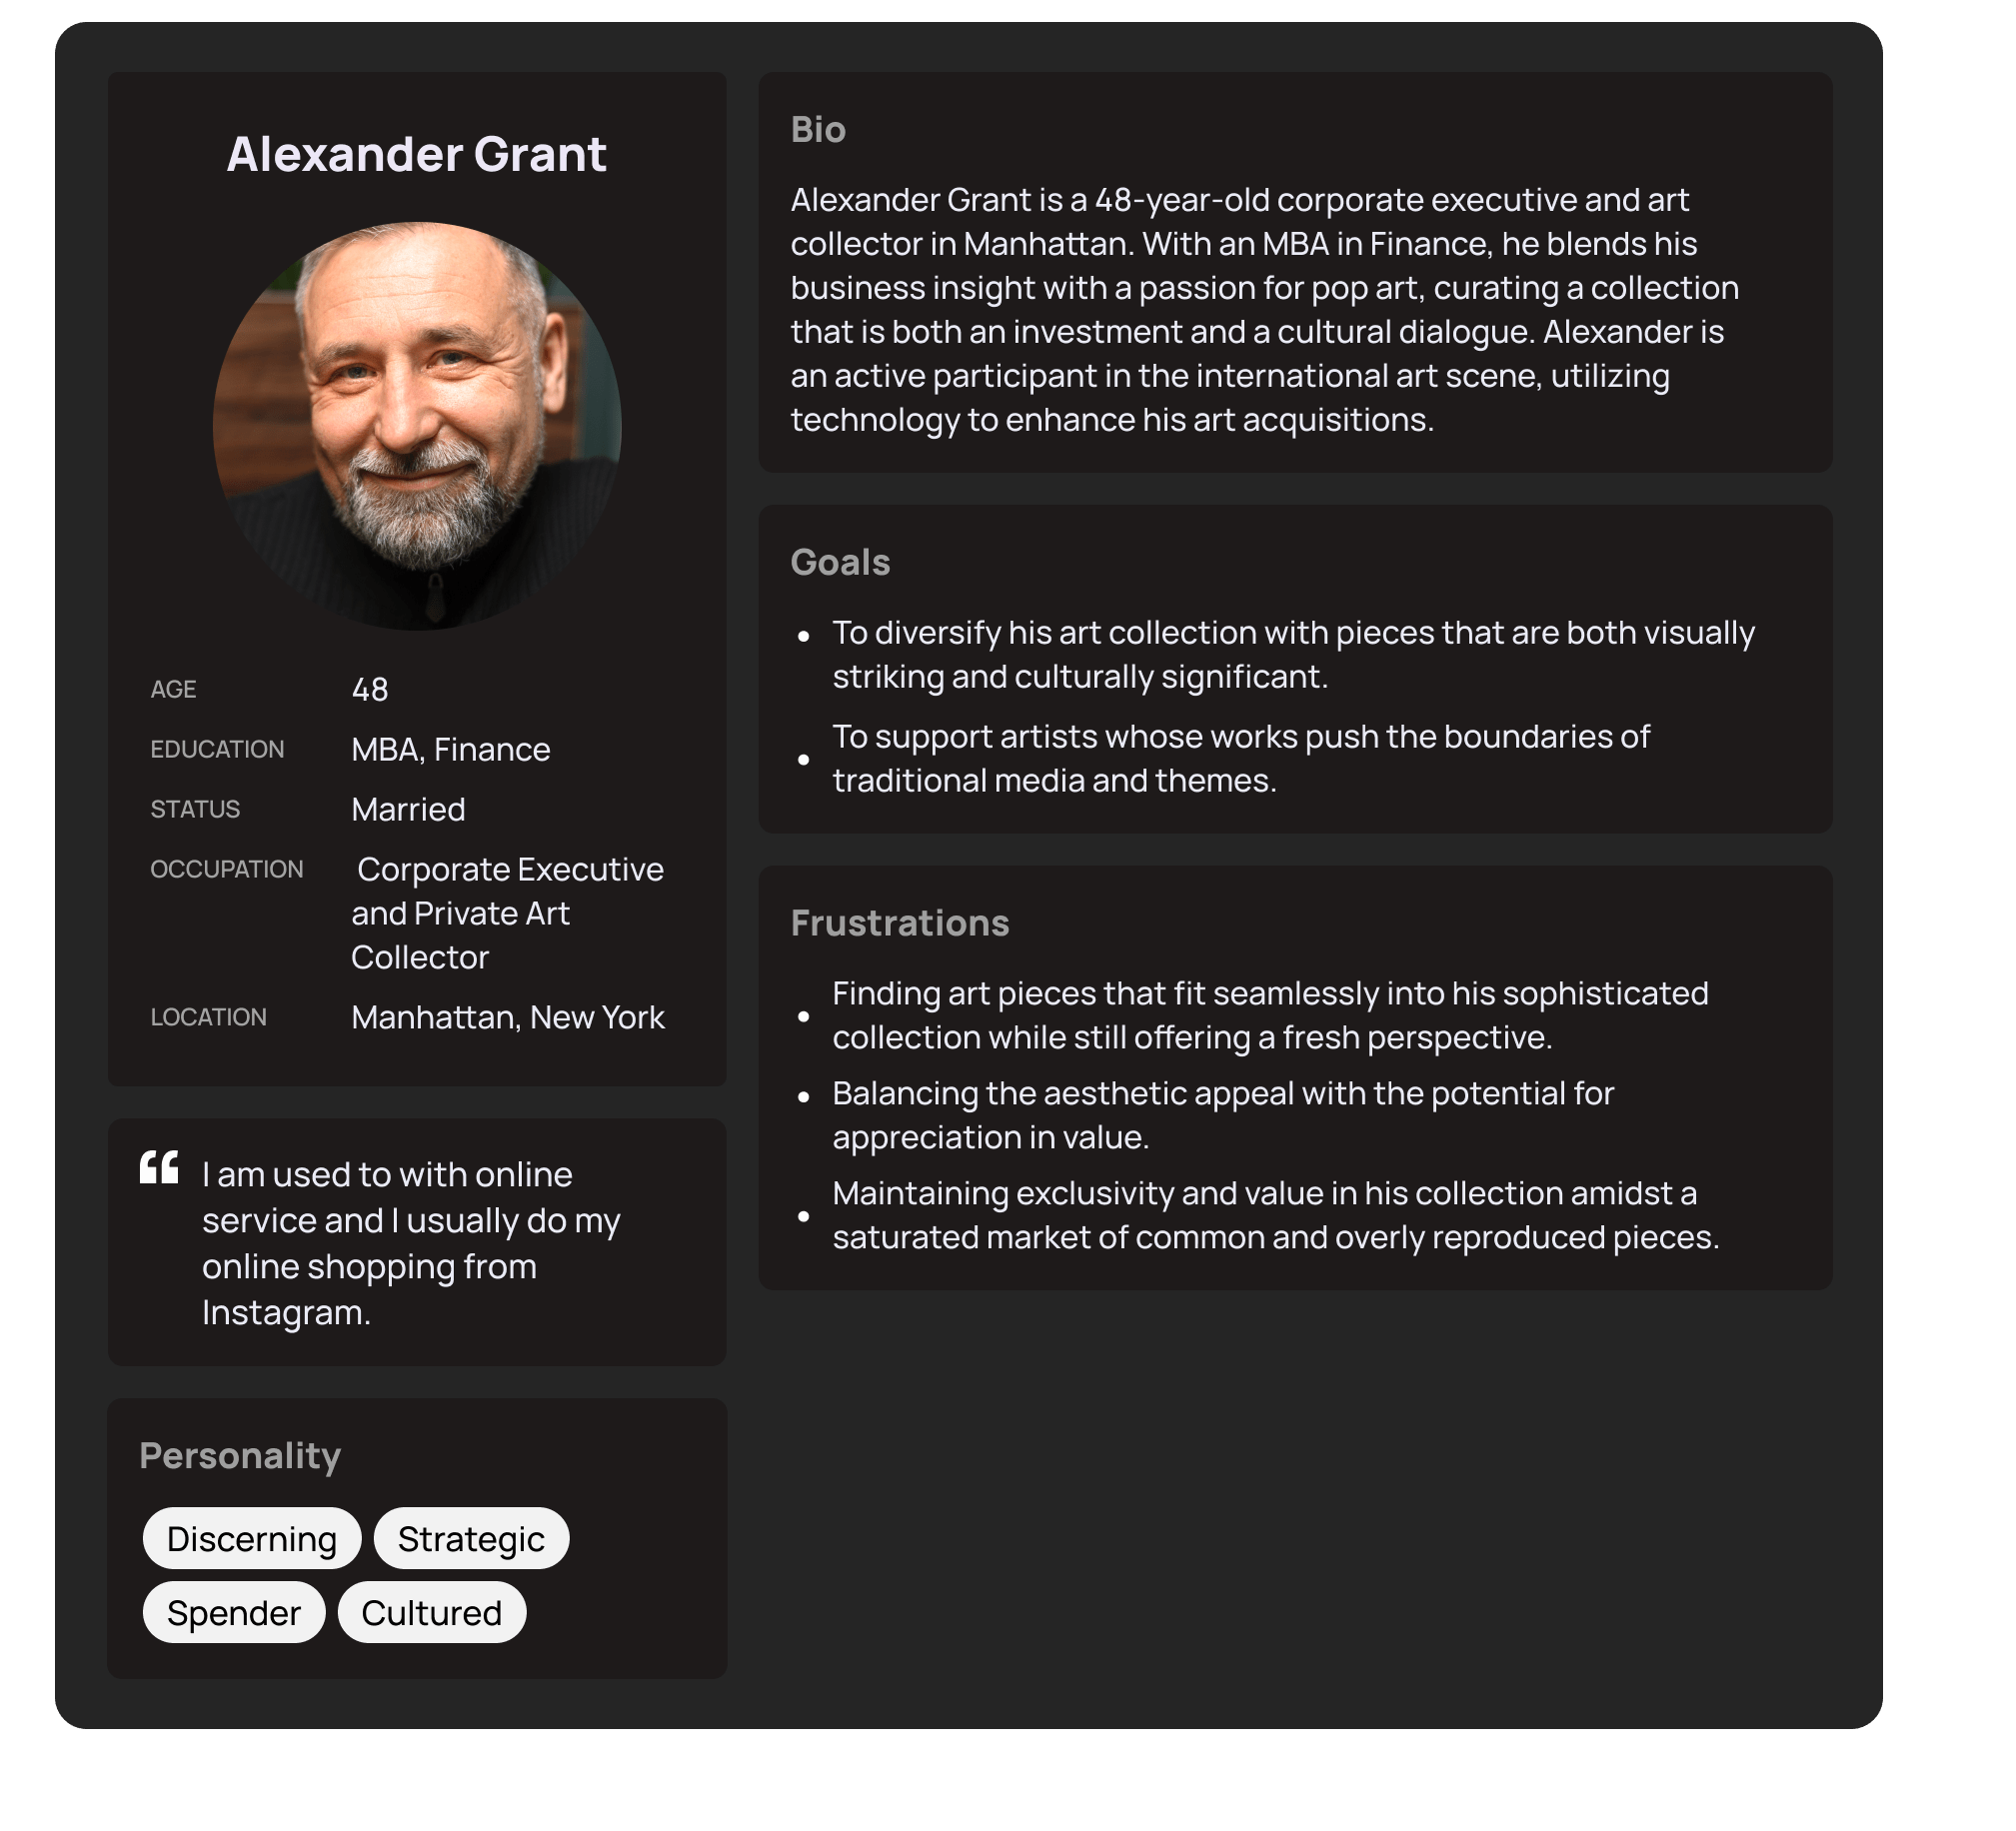 Alexander Grant
AGE 48
EDUCATION MBA, Finance
STATUS Married
OCCUPATION Corporate Executive
and Private Art
Collector
LOCATION Manhattan, New York
“ I am used to with online
service and I usually do my
online shopping from
Instagram.
Personality
Discerning Strategic
Spender Cultured
Bio
Alexander Grant is a 48-year-old corporate executive and art
collector in Manhattan. With an MBA in Finance, he blends his
business insight with a passion for pop art, curating a collection
that is both an investment and a cultural dialogue. Alexander is
an active participant in the international art scene, utilizing
technology to enhance his art acquisitions.
Goals
• To diversify his art collection with pieces that are both visually
striking and culturally significant.
• To support artists whose works push the boundaries of
traditional media and themes.
Frustrations
• Finding art pieces that fit seamlessly into his sophisticated
collection while still offering a fresh perspective.
• Balancing the aesthetic appeal with the potential for
appreciation in value.
• Maintaining exclusivity and value in his collection amidst a
saturated market of common and overly reproduced pieces.